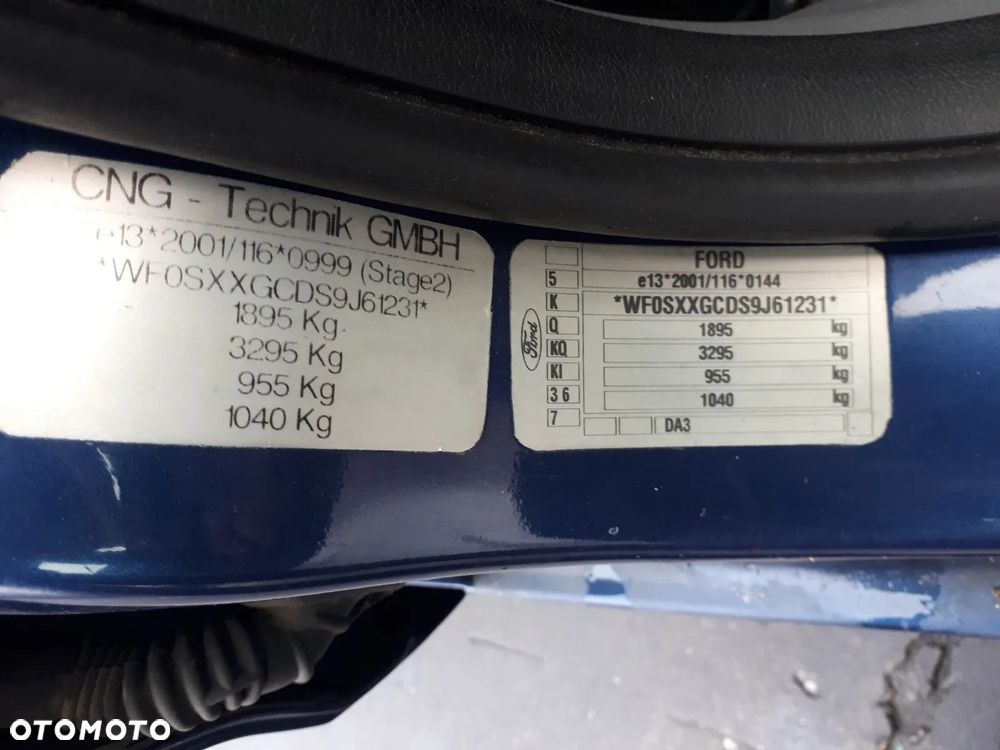 CNG - Technik GMBH
e13*2001/116*0999 (Stage2)
*WF0SXXGCDS9J61231*
1895 Kg
3295 Kg
955 Kg
1040 Kg
FORD
5 e13*2001/116*0144
K *WF0SXXGCDS9J61231*
Q 1895 kg
KQ 3295 kg
KI 955 kg
3 6 1040 kg
7 DA3
Ford
OTOMOTO